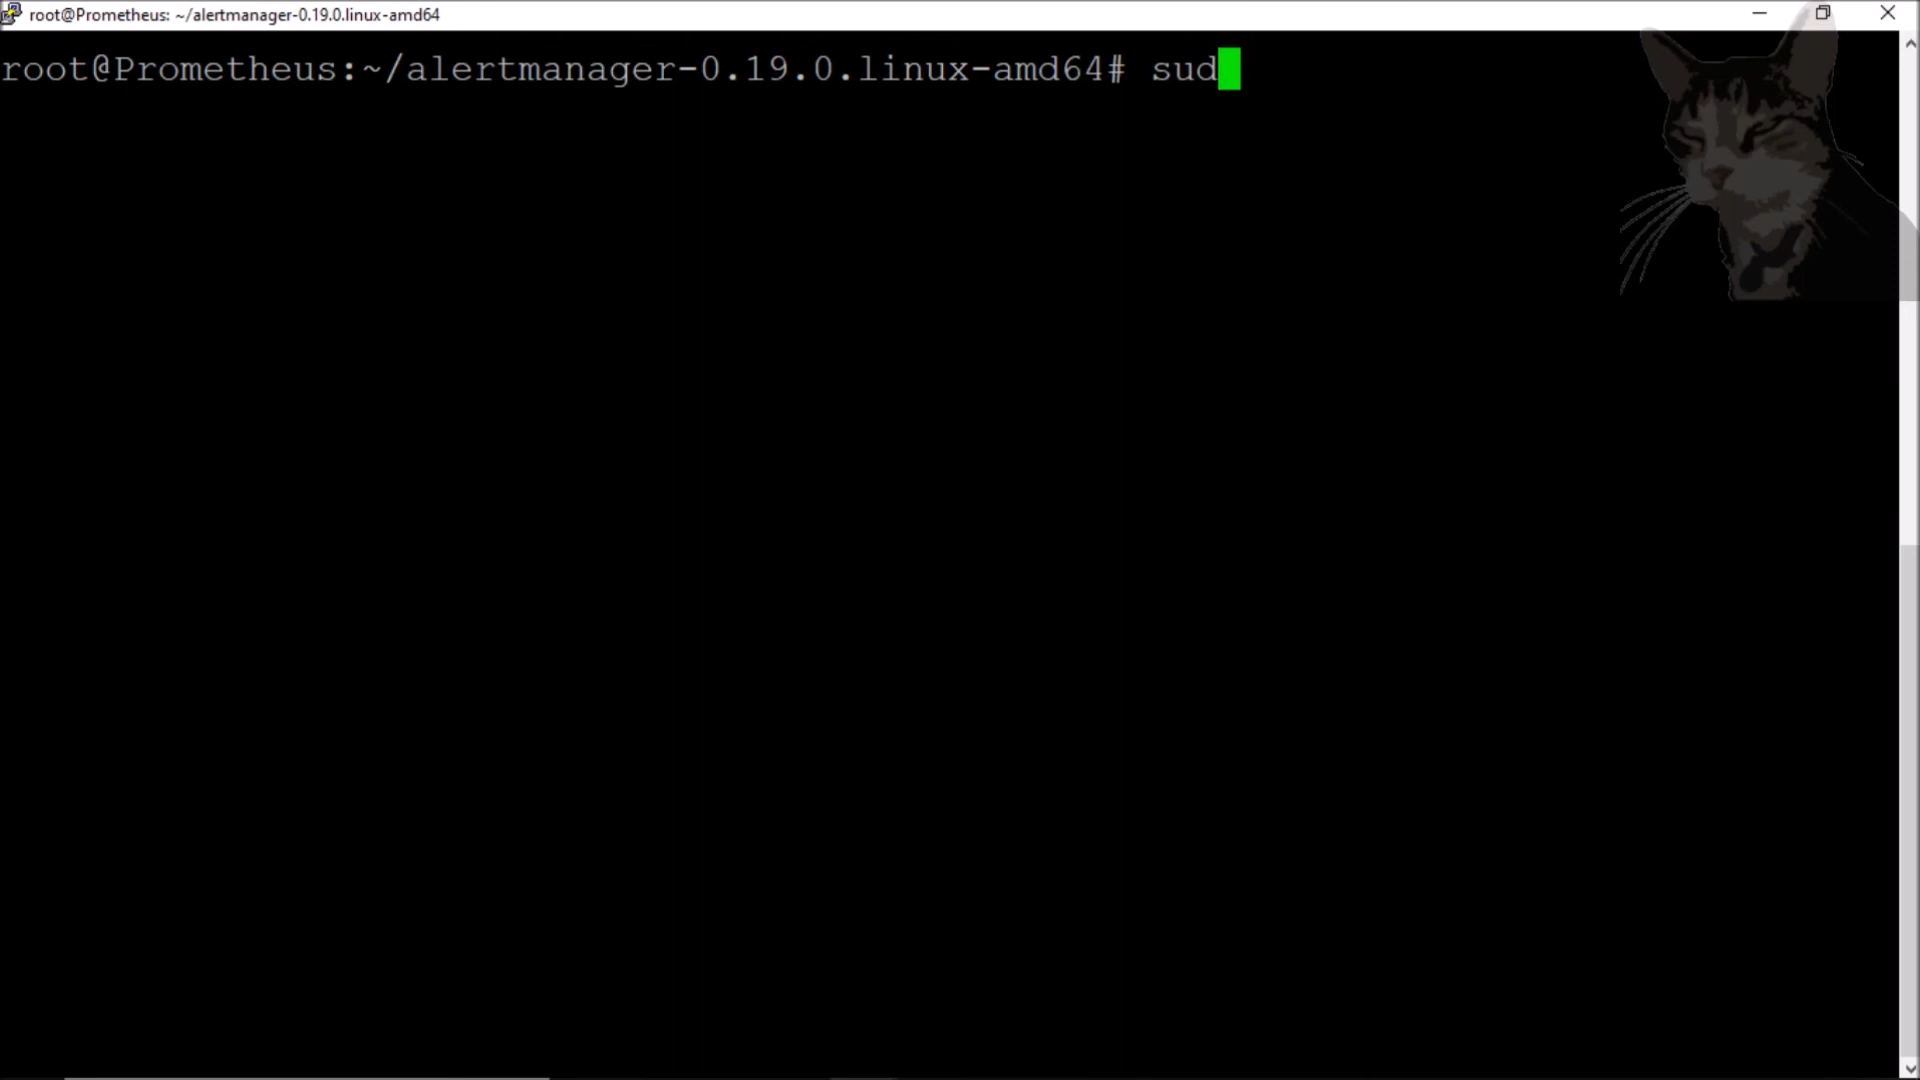 root@Prometheus: ~/alertmanager-0.19.0.linux-amd64
root@Prometheus:~/alertmanager-0.19.0.linux-amd64# sud